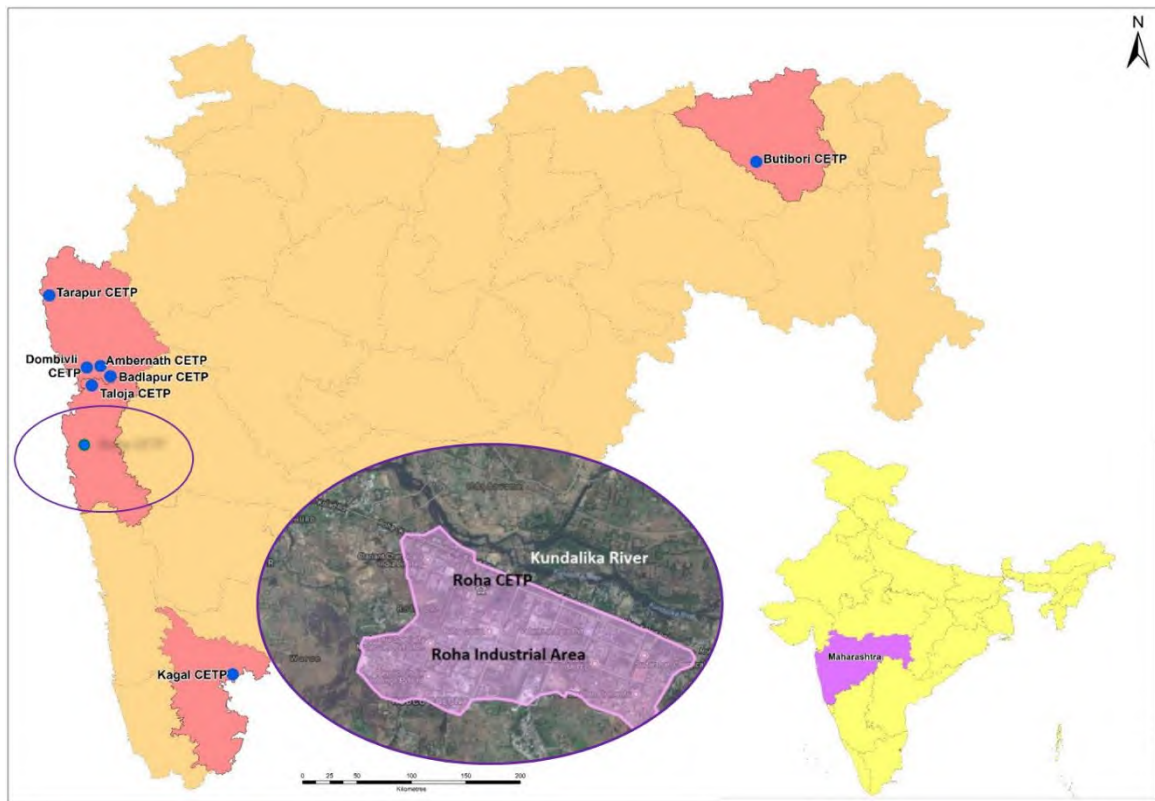 N
Butibori CETP
Tarapur CETP
Dombivli
CETP
Ambernath CETP
Badlapur CETP
Taloja CETP
Kundalika River
Roha CETP
Roha Industrial Area
Kagal CETP
Maharashtra
0 25 50 100 150 200
Kilometres